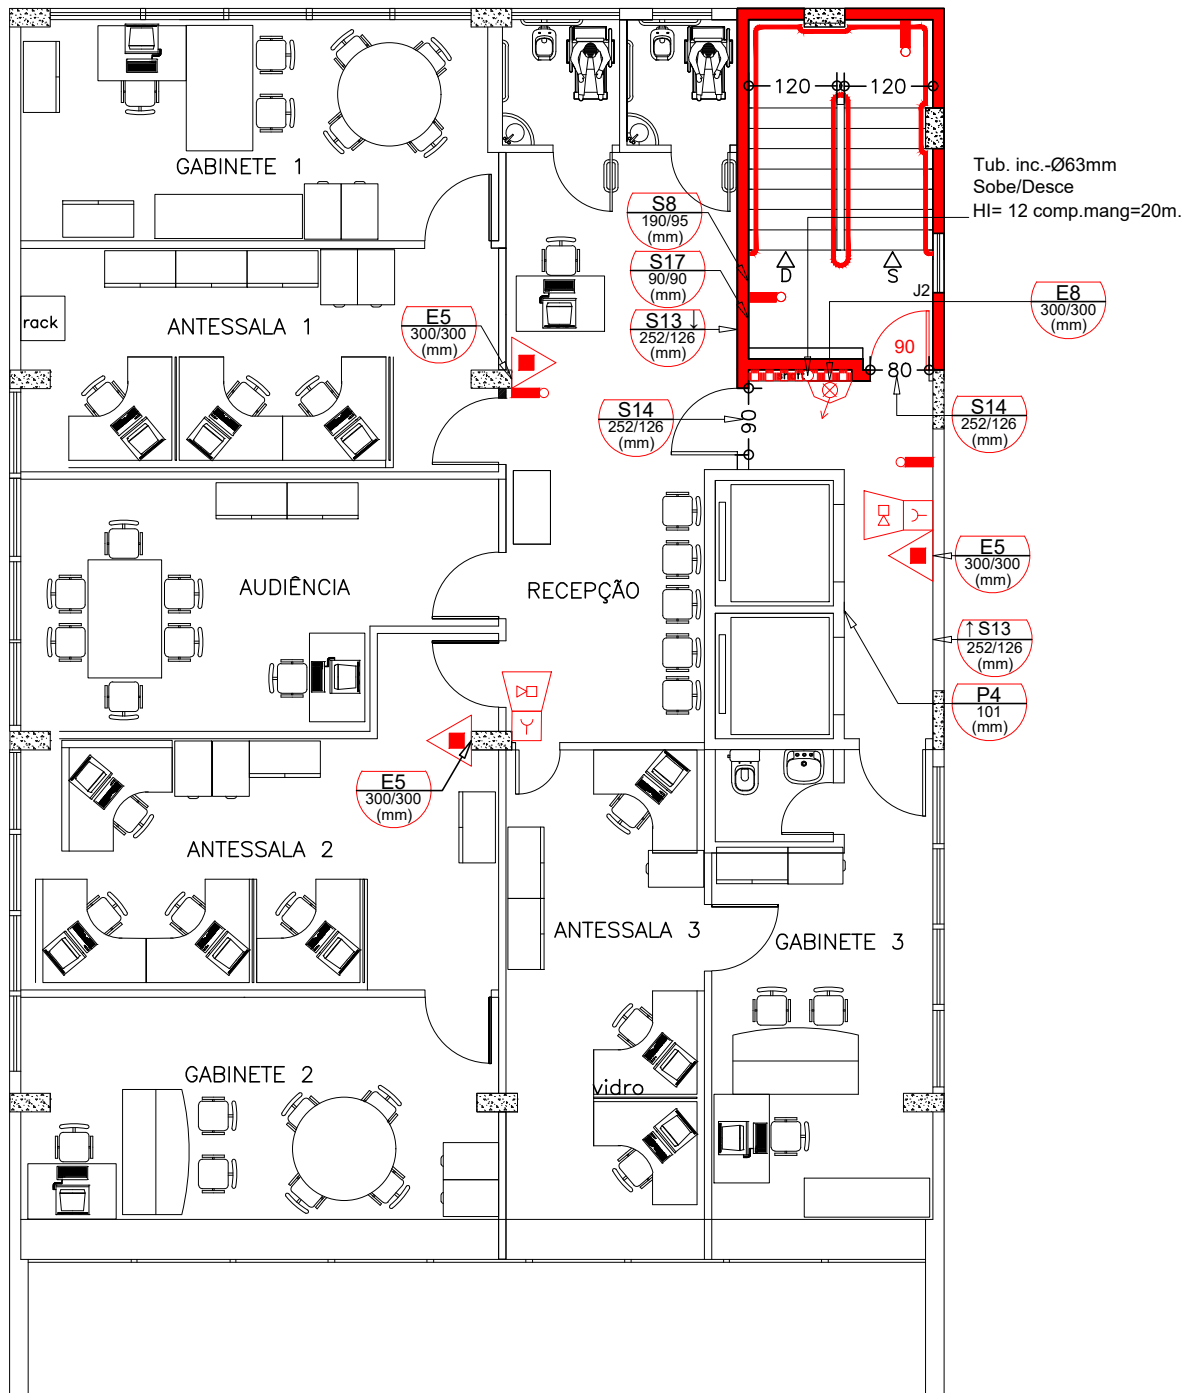 120
120
GABINETE 1
Tub. inc.-Ø63mm
Sobe/Desce
HI= 12 comp.mang=20m.
S8
190/95
(mm)
S17
90/90
(mm)
D
S
J2
E8
300/300
(mm)
rack
ANTESSALA 1
E5
300/300
(mm)
S13 ↓
252/126
(mm)
90
80
S14
252/126
(mm)
90
S14
252/126
(mm)
AUDIÊNCIA
RECEPÇÃO
E5
300/300
(mm)
↑ S13
252/126
(mm)
P4
101
(mm)
E5
300/300
(mm)
ANTESSALA 2
ANTESSALA 3
GABINETE 3
GABINETE 2
vidro